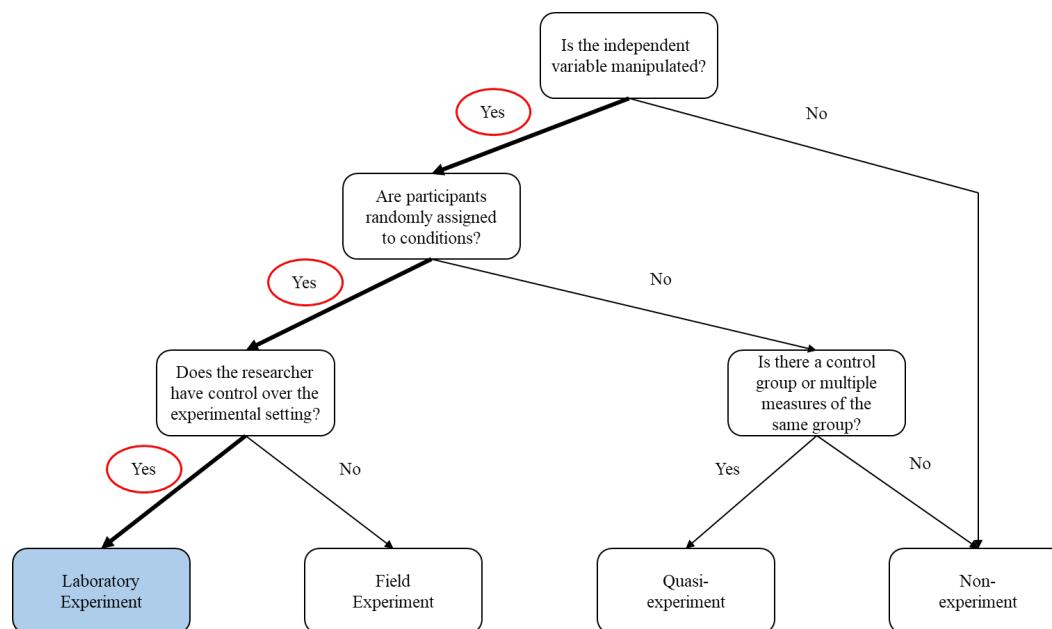 Is the independent
variable manipulated?
Yes
No
Are participants
randomly assigned
to conditions?
Yes
No
Does the researcher
have control over the
experimental setting?
Is there a control
group or multiple
measures of the
same group?
Yes
No
Yes
No
Laboratory
Experiment
Field
Experiment
Quasi-
experiment
Non-
experiment